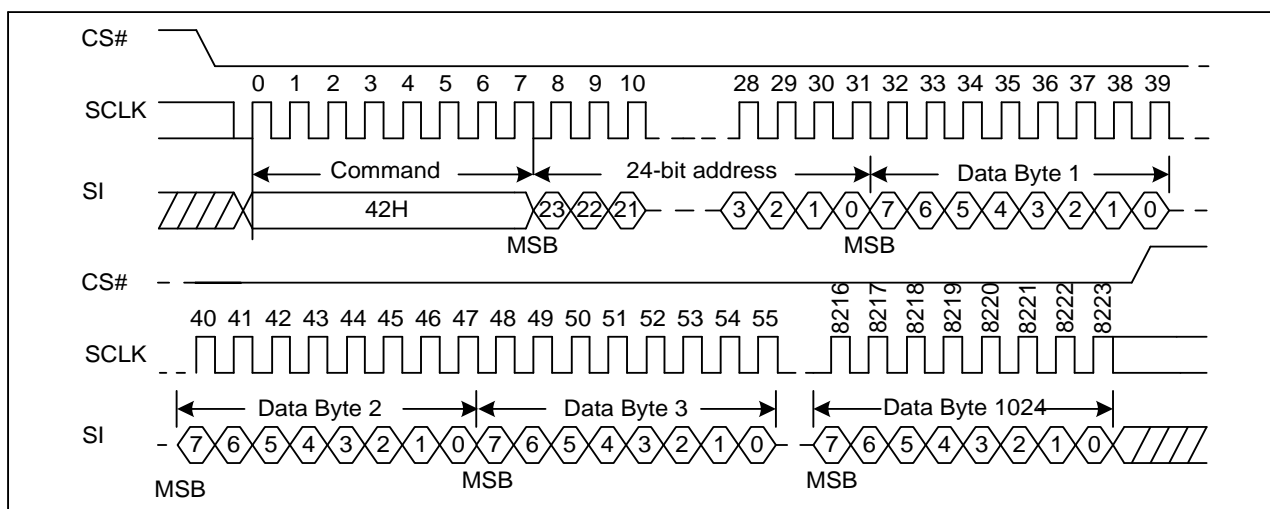 CS#
0 1 2 3 4 5 6 7 8 9 10 28 29 30 31 32 33 34 35 36 37 38 39
SCLK
Command 24-bit address Data Byte 1
SI
42H 23 22 21 3 2 1 0 7 6 5 4 3 2 1 0
MSB MSB
CS#
40 41 42 43 44 45 46 47 48 49 50 51 52 53 54 55 8216 8217 8218 8219 8220 8221 8222 8223
SCLK
Data Byte 2 Data Byte 3 Data Byte 1024
SI
7 6 5 4 3 2 1 0 7 6 5 4 3 2 1 0 7 6 5 4 3 2 1 0
MSB MSB MSB